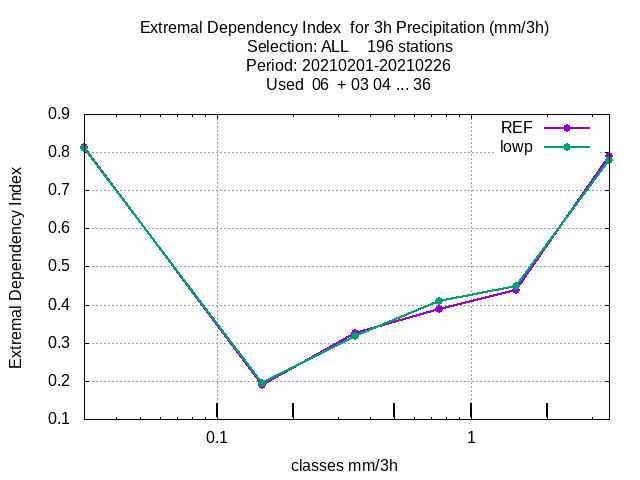 Extremal Dependency Index  for 3h Precipitation (mm/3h)
Selection: ALL    196 stations
Period: 20210201-20210226
Used  06  + 03 04 ... 36
0.9
0.8
0.7
0.6
0.5
0.4
0.3
0.2
0.1
Extremal Dependency Index
REF
lowp
0.1
1
classes mm/3h